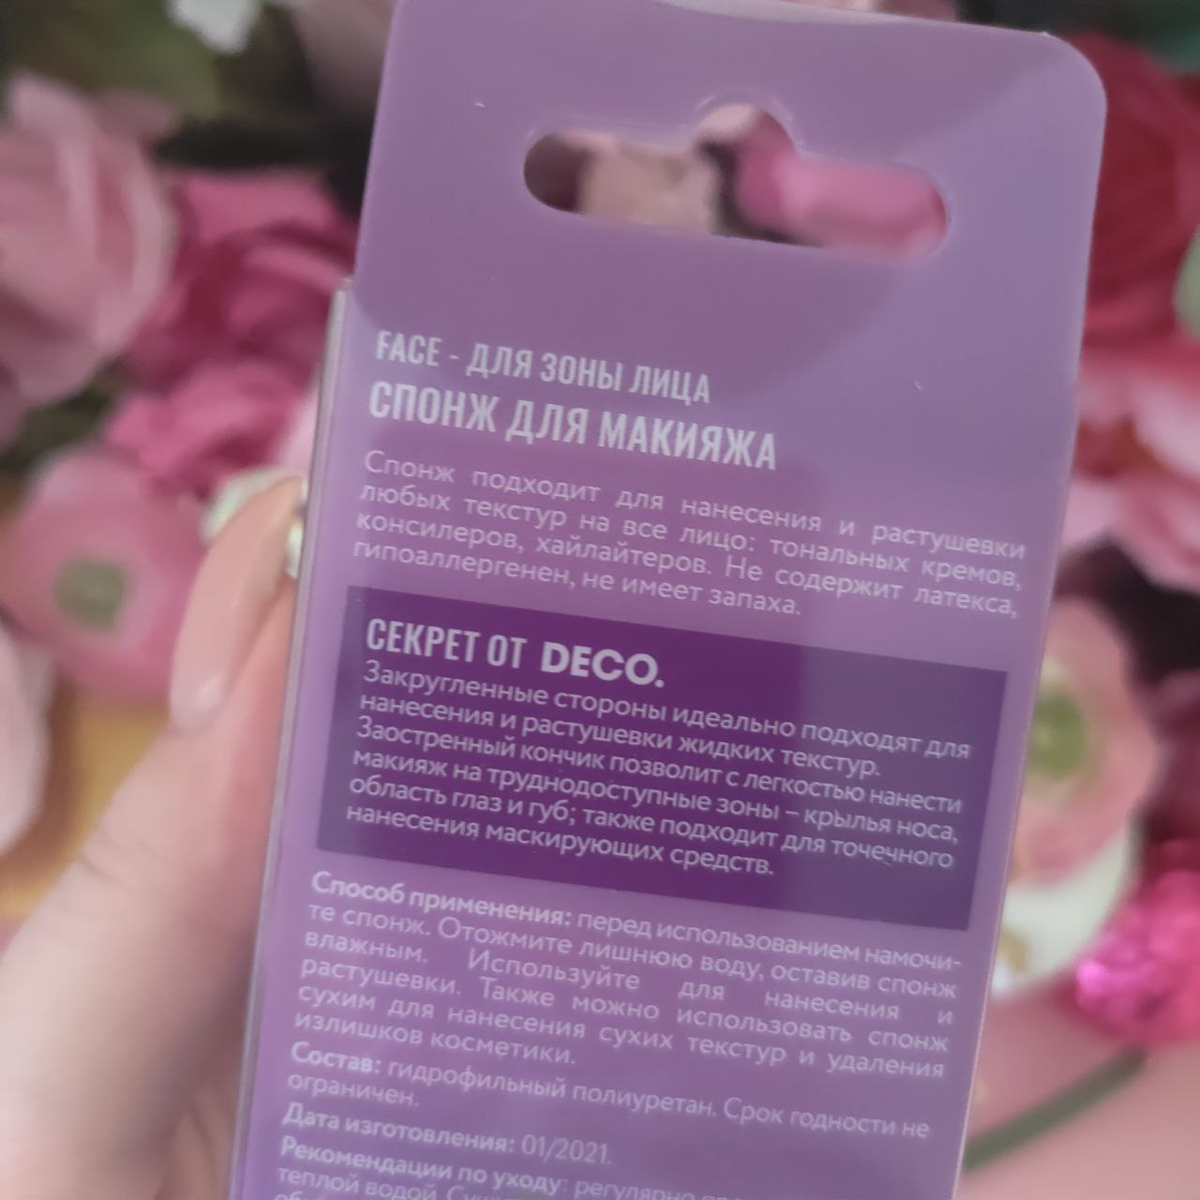 FACE - ДЛЯ ЗОНЫ ЛИЦА
СПОНЖ ДЛЯ МАКИЯЖА
Спонж подходит для нанесения и растушевки
любых текстур на все лицо: тональных кремов,
консилеров, хайлайтеров. Не содержит латекса,
гипоаллергенен, не имеет запаха.
СЕКРЕТ ОТ DECO.
Закругленные стороны идеально подходят для
нанесения и растушевки жидких текстур.
Заостренный кончик позволит с легкостью нанести
макияж на труднодоступные зоны – крылья носа,
область глаз и губ; также подходит для точечного
нанесения маскирующих средств.
Способ применения: перед использованием намочи-
те спонж. Отожмите лишнюю воду, оставив спонж
влажным. Используйте для нанесения и
растушевки. Также можно использовать спонж
сухим для нанесения сухих текстур и удаления
излишков косметики.
Состав: гидрофильный полиуретан. Срок годности не
ограничен.
Дата изготовления: 01/2021.
Рекомендации по уходу: регулярно
теплой водой.